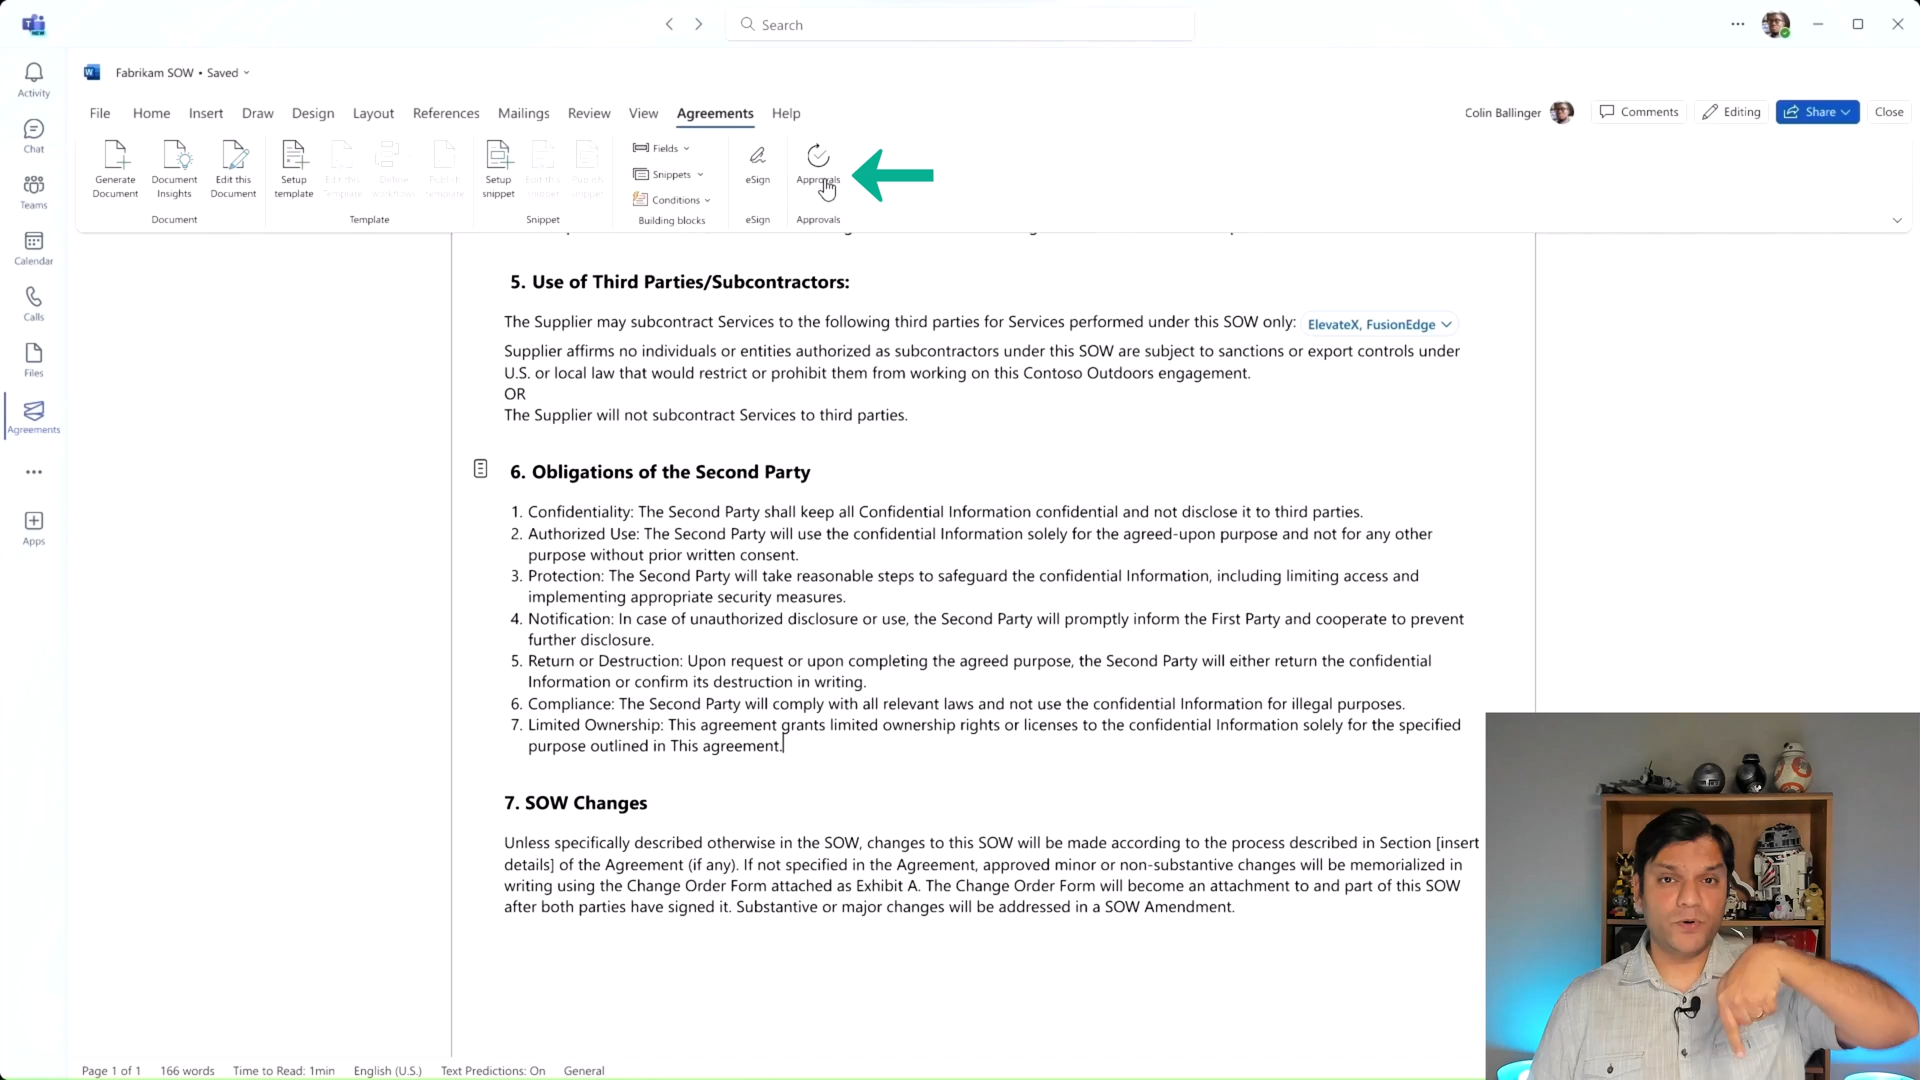 Search
Fabrikam SOW • Saved
File Home Insert Draw Design Layout References Mailings Review View Agreements Help
Colin Ballinger
Comments
Editing
Share
Close
Activity
Chat
Teams
Calendar
Calls
Files
Agreements
Apps
Generate Document
Document Insights
Edit this Document
Document
Setup template
Edit this Template
Define workflows
Publish template
Template
Setup snippet
Edit this snippet
Publish snippet
Snippet
Fields
Snippets
Conditions
Building blocks
eSign
eSign
Approvals
Approvals
5. Use of Third Parties/Subcontractors:
The Supplier may subcontract Services to the following third parties for Services performed under this SOW only: ElevateX, FusionEdge
Supplier affirms no individuals or entities authorized as subcontractors under this SOW are subject to sanctions or export controls under
U.S. or local law that would restrict or prohibit them from working on this Contoso Outdoors engagement.
OR
The Supplier will not subcontract Services to third parties.
6. Obligations of the Second Party
1. Confidentiality: The Second Party shall keep all Confidential Information confidential and not disclose it to third parties.
2. Authorized Use: The Second Party will use the confidential Information solely for the agreed-upon purpose and not for any other
purpose without prior written consent.
3. Protection: The Second Party will take reasonable steps to safeguard the confidential Information, including limiting access and
implementing appropriate security measures.
4. Notification: In case of unauthorized disclosure or use, the Second Party will promptly inform the First Party and cooperate to prevent
further disclosure.
5. Return or Destruction: Upon request or upon completing the agreed purpose, the Second Party will either return the confidential
Information or confirm its destruction in writing.
6. Compliance: The Second Party will comply with all relevant laws and not use the confidential Information for illegal purposes.
7. Limited Ownership: This agreement grants limited ownership rights or licenses to the confidential Information solely for the specified
purpose outlined in This agreement.
7. SOW Changes
Unless specifically described otherwise in the SOW, changes to this SOW will be made according to the process described in Section [insert
details] of the Agreement (if any). If not specified in the Agreement, approved minor or non-substantive changes will be memorialized in
writing using the Change Order Form attached as Exhibit A. The Change Order Form will become an attachment to and part of this SOW
after both parties have signed it. Substantive or major changes will be addressed in a SOW Amendment.
Page 1 of 1 166 words Time to Read: 1min English (U.S.) Text Predictions: On General